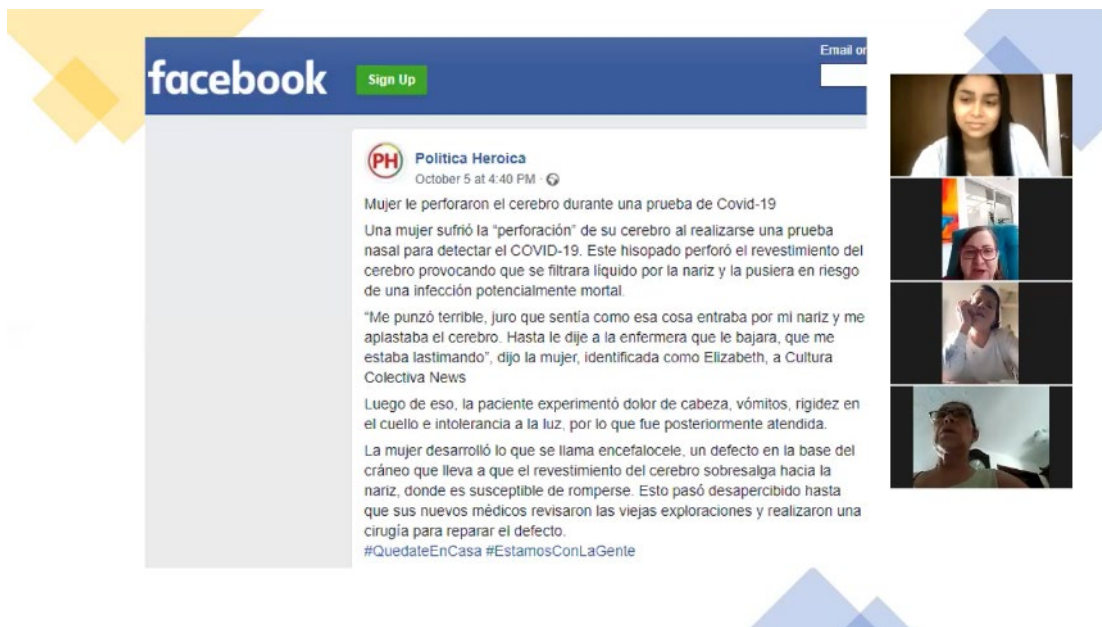 facebook
Sign Up
Email or
PH
Politica Heroica
October 5 at 4:40 PM ·
Mujer le perforaron el cerebro durante una prueba de Covid-19
Una mujer sufrió la “perforación” de su cerebro al realizarse una prueba
nasal para detectar el COVID-19. Este hisopado perforó el revestimiento del
cerebro provocando que se filtrara líquido por la nariz y la pusiera en riesgo
de una infección potencialmente mortal.
“Me punzó terrible, juro que sentía como esa cosa entraba por mi nariz y me
aplastaba el cerebro. Hasta le dije a la enfermera que le bajara, que me
estaba lastimando”, dijo la mujer, identificada como Elizabeth, a Cultura
Colectiva News
Luego de eso, la paciente experimentó dolor de cabeza, vómitos, rigidez en
el cuello e intolerancia a la luz, por lo que fue posteriormente atendida.
La mujer desarrolló lo que se llama encefalocele, un defecto en la base del
cráneo que lleva a que el revestimiento del cerebro sobresalga hacia la
nariz, donde es susceptible de romperse. Esto pasó desapercibido hasta
que sus nuevos médicos revisaron las viejas exploraciones y realizaron una
cirugía para reparar el defecto.
#QuedateEnCasa #EstamosConLaGente